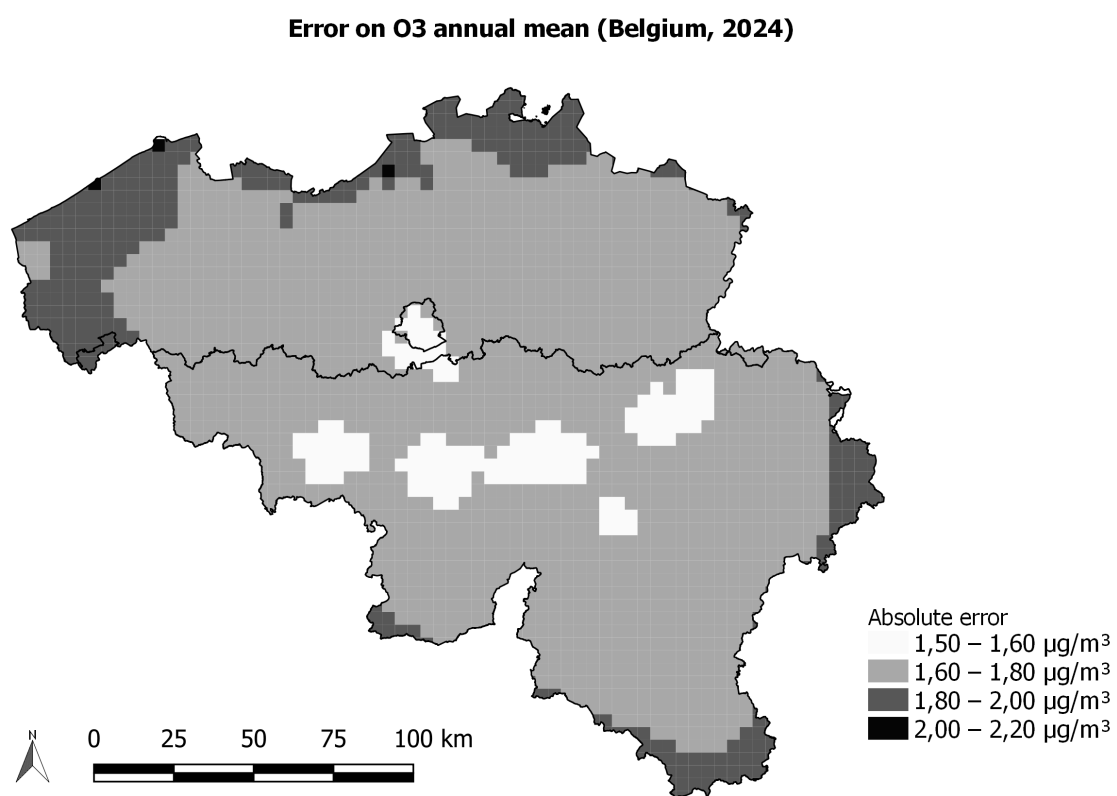 Error on O3 annual mean (Belgium, 2024)
Absolute error
1,50 – 1,60 µg/m³
1,60 – 1,80 µg/m³
1,80 – 2,00 µg/m³
2,00 – 2,20 µg/m³
N
0 25 50 75 100 km